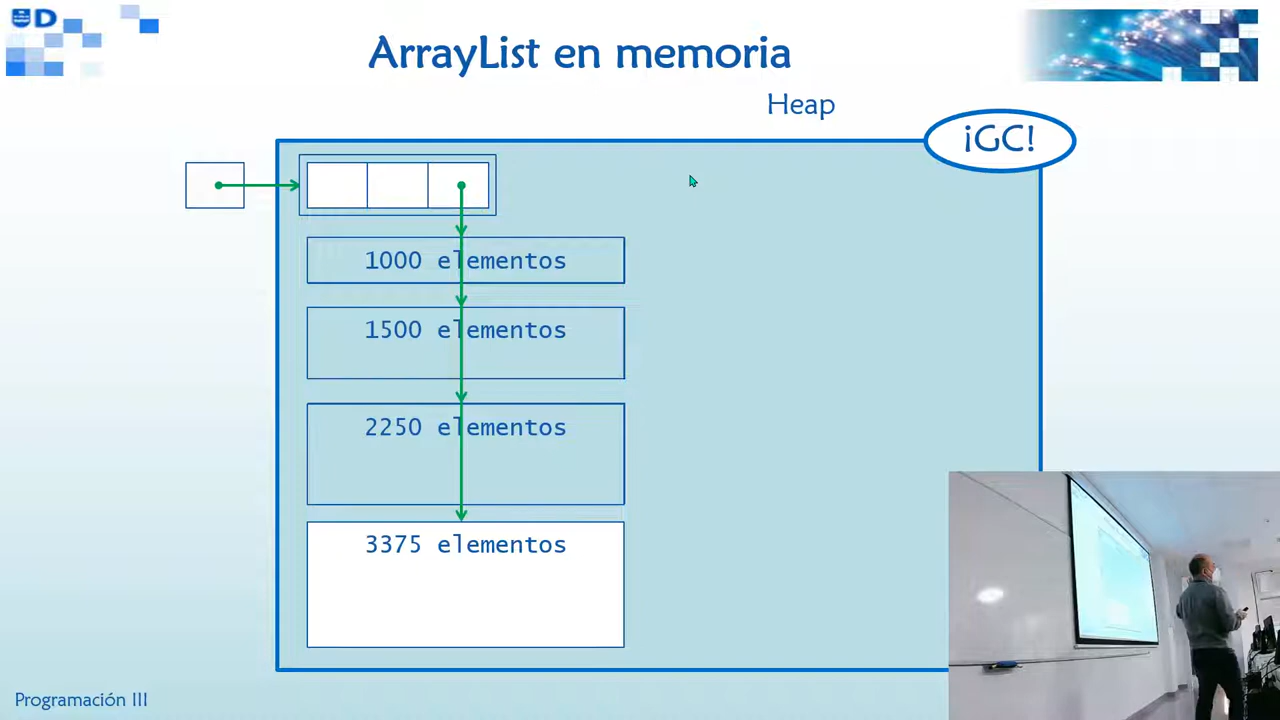 D
ArrayList en memoria
Heap
¡GC!
1000 elementos
1500 elementos
2250 elementos
3375 elementos
Programación III